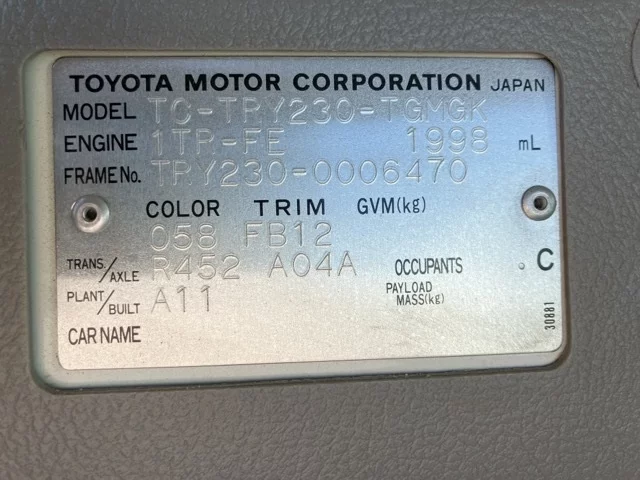 TOYOTA MOTOR CORPORATION JAPAN
MODEL TC-TRY230-TGMGK
ENGINE 1TR-FE 1998 mL
FRAME No. TRY230-0006470
COLOR TRIM GVM(kg)
058 FB12
TRANS./AXLE R452 A04A OCCUPANTS . C
PLANT/BUILT A11 PAYLOAD MASS(kg)
CAR NAME
30881